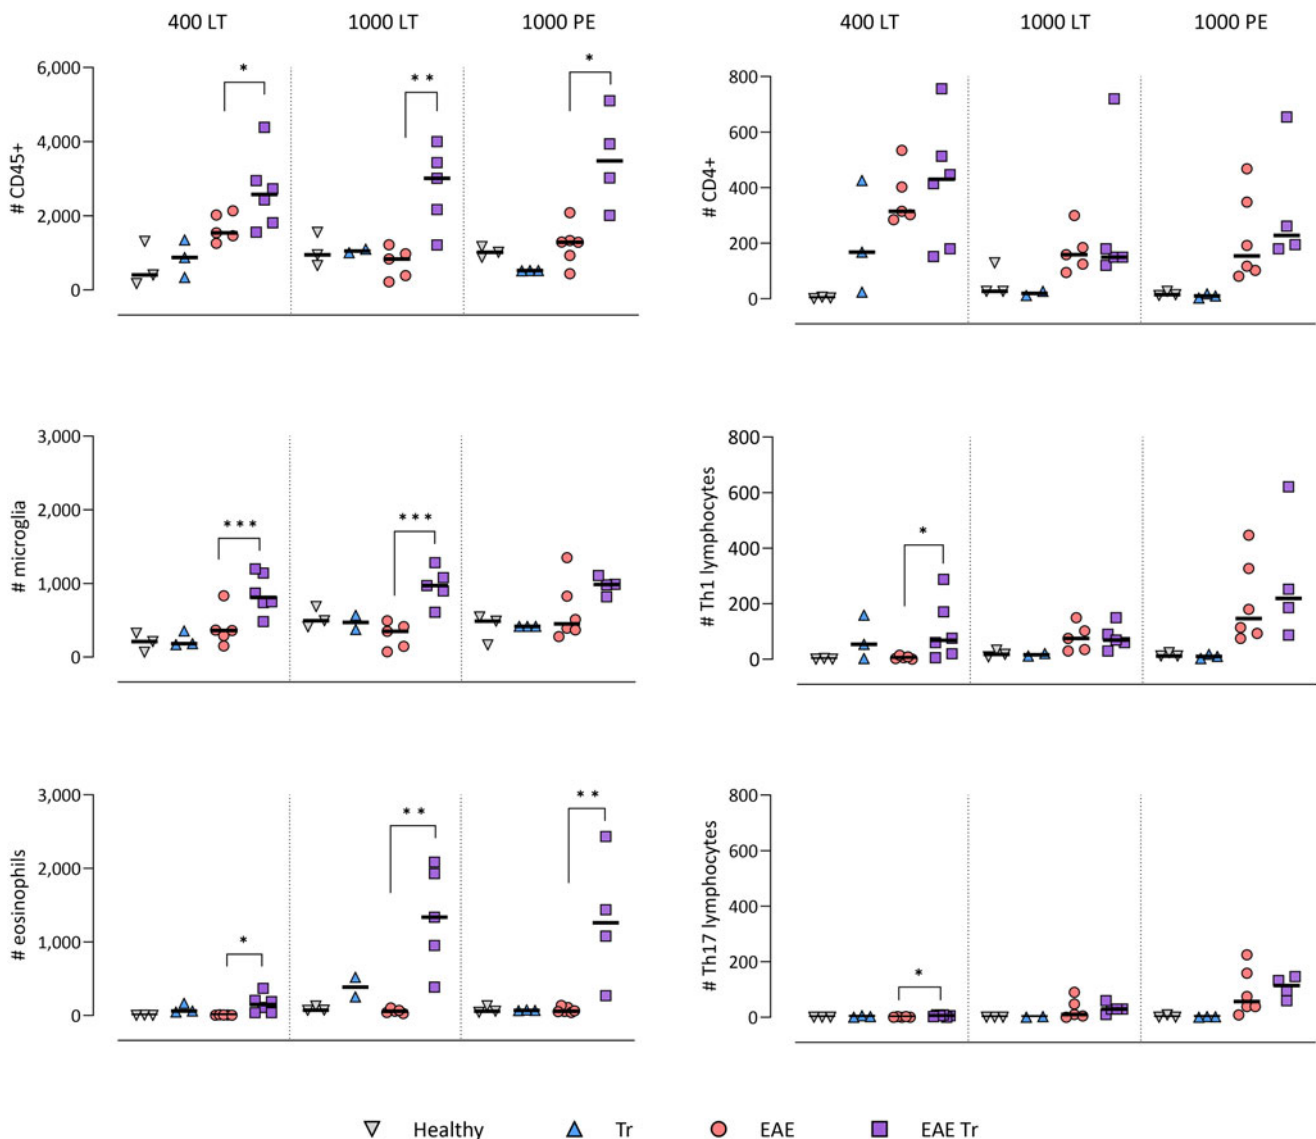 400 LT 1000 LT 1000 PE
# CD45+
6,000
4,000
2,000
0
* ** *
400 LT 1000 LT 1000 PE
# CD4+
800
600
400
200
0
# microglia
3,000
2,000
1,000
0
*** ***
# Th1 lymphocytes
800
600
400
200
0
*
# eosinophils
3,000
2,000
1,000
0
* ** **
# Th17 lymphocytes
800
600
400
200
0
*
Healthy Tr EAE EAE Tr